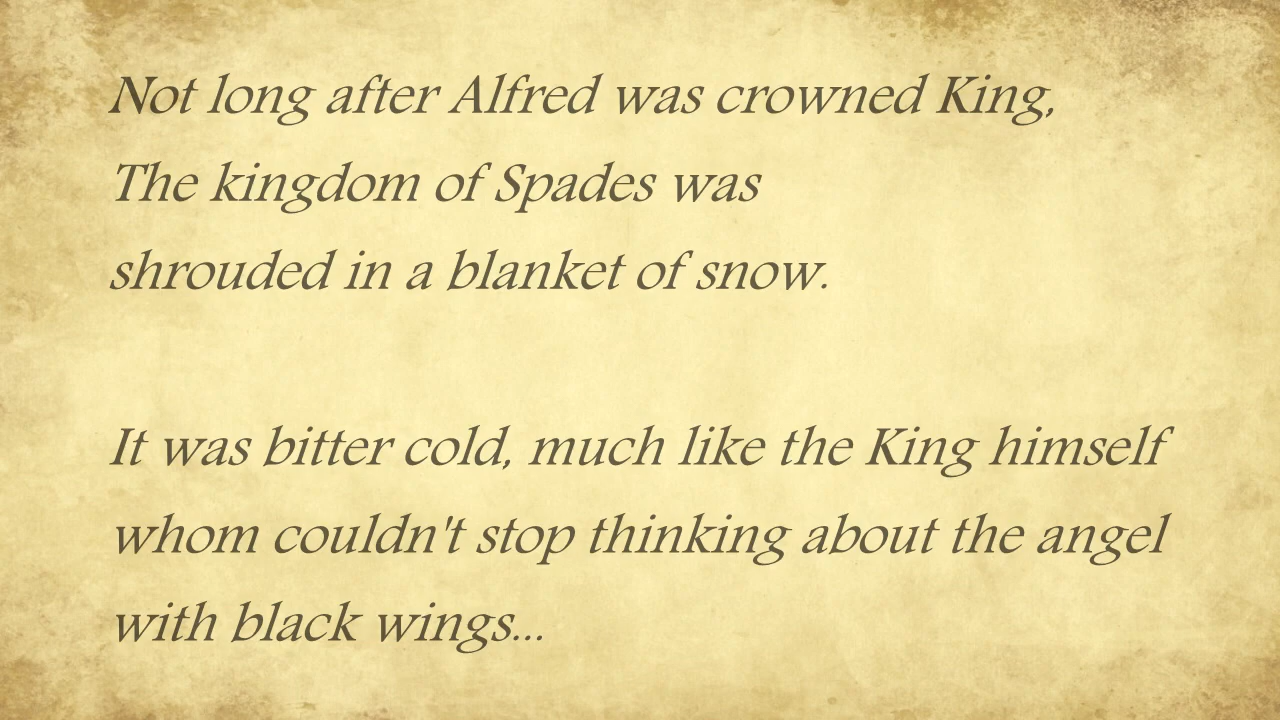 Not long after Alfred was crowned King,
The kingdom of Spades was
shrouded in a blanket of snow.
It was bitter cold, much like the King himself
whom couldn't stop thinking about the angel
with black wings...